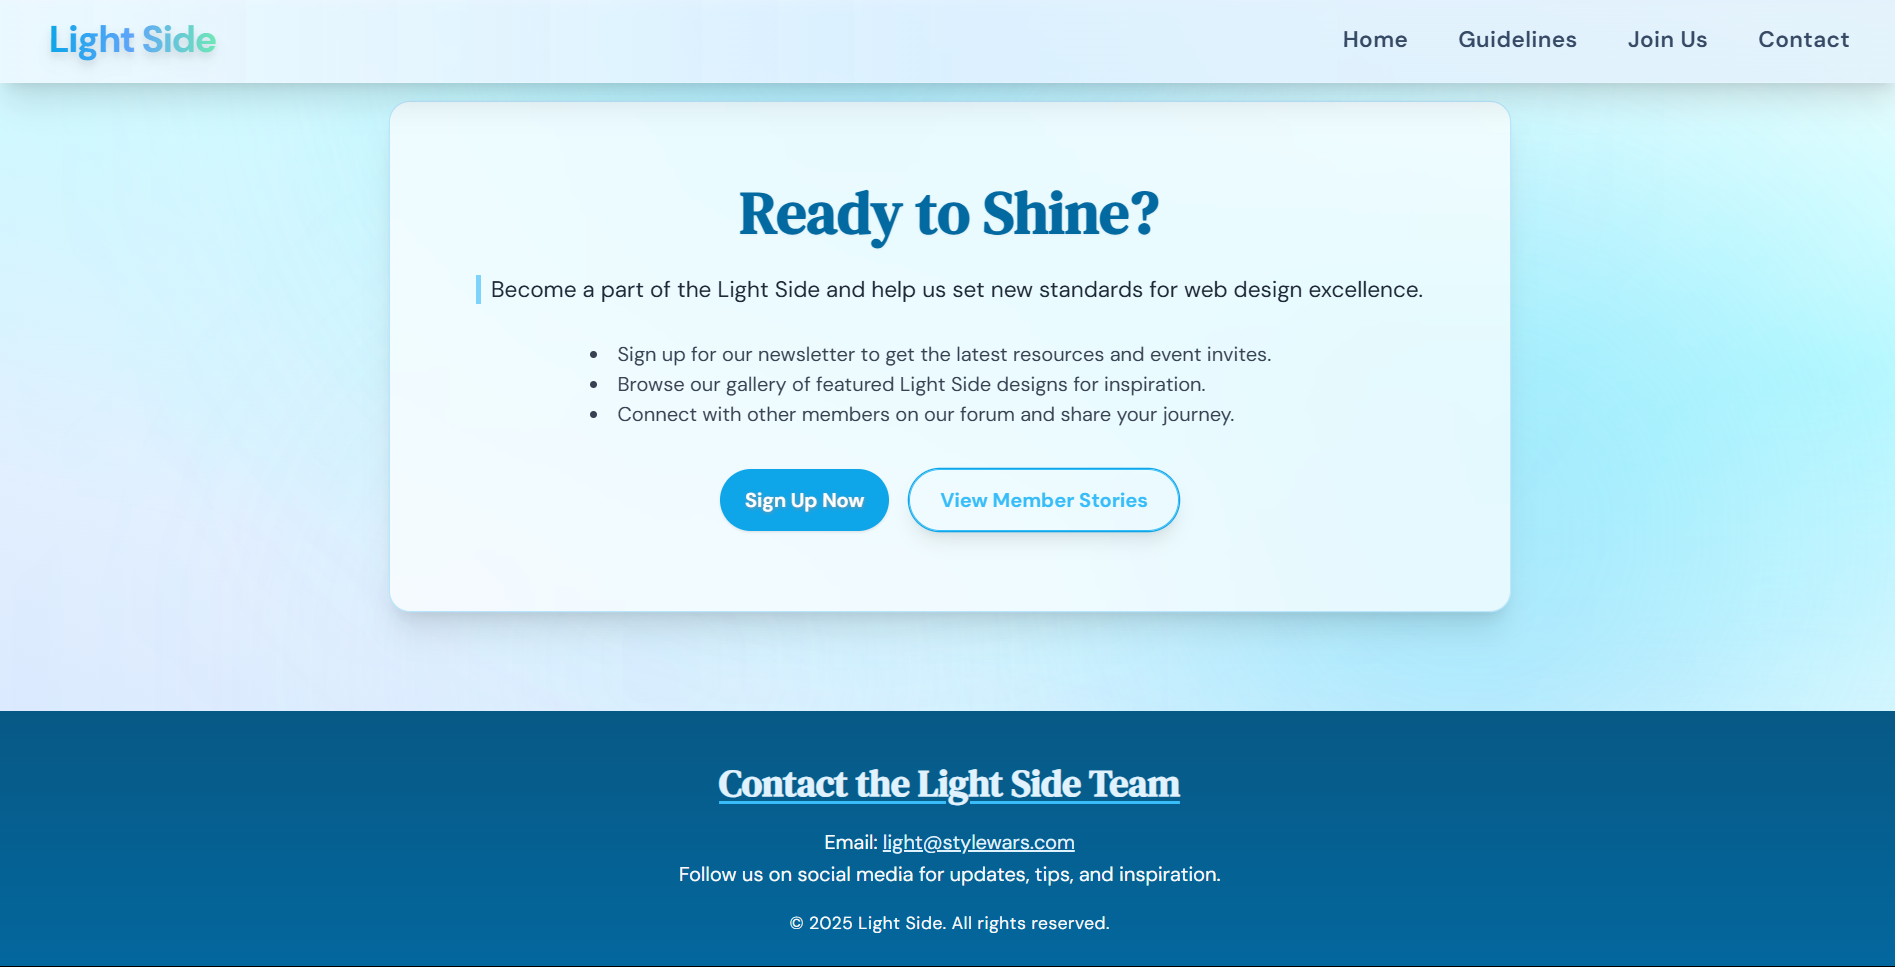 Light Side
Home Guidelines Join Us Contact
Ready to Shine?
Become a part of the Light Side and help us set new standards for web design excellence.
Sign up for our newsletter to get the latest resources and event invites.
Browse our gallery of featured Light Side designs for inspiration.
Connect with other members on our forum and share your journey.
Sign Up Now View Member Stories
Contact the Light Side Team
Email: light@stylewars.com
Follow us on social media for updates, tips, and inspiration.
© 2025 Light Side. All rights reserved.